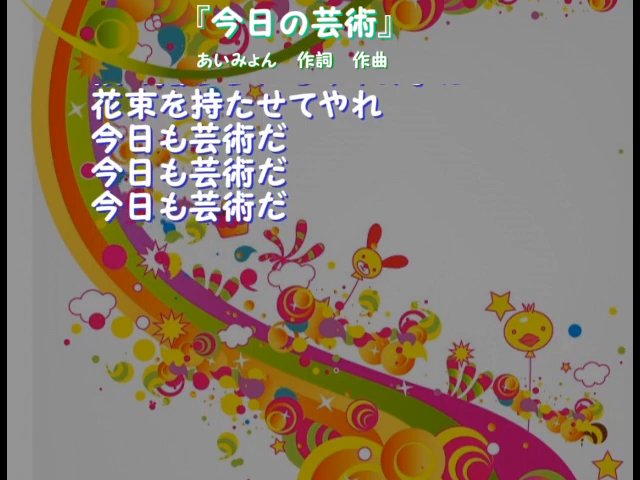 『今日の芸術』
あいみょん　作詞　作曲
花束を持たせてやれ
今日も芸術だ
今日も芸術だ
今日も芸術だ